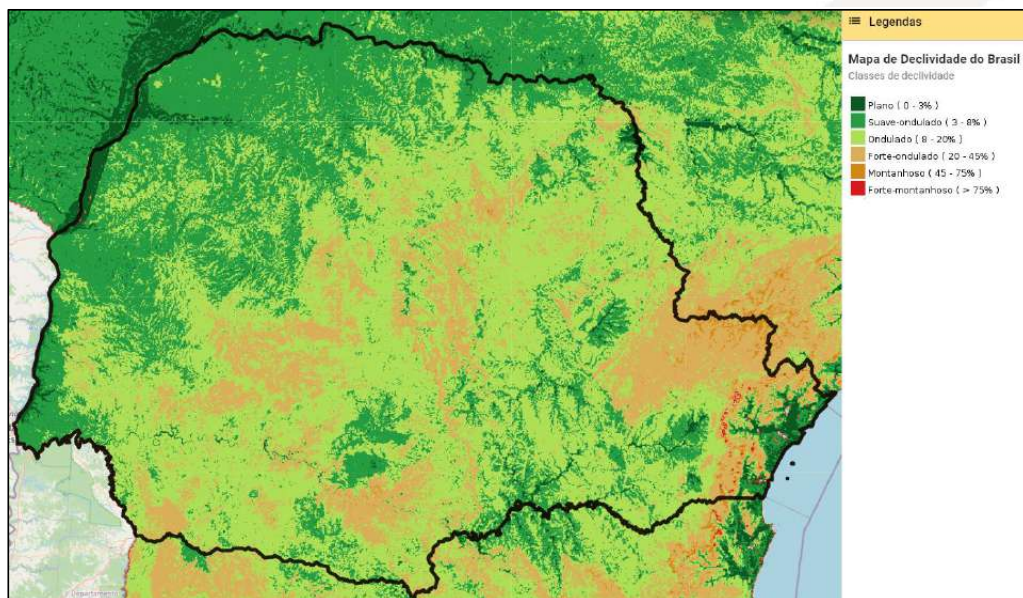 Legendas
Mapa de Declividade do Brasil
Classes de declividade
Plano ( 0 - 3% )
Suave-ondulado ( 3 - 8% )
Ondulado ( 8 - 20% )
Forte-ondulado ( 20 - 45% )
Montanhoso ( 45 - 75% )
Forte-montanhoso ( > 75% )
Departamento